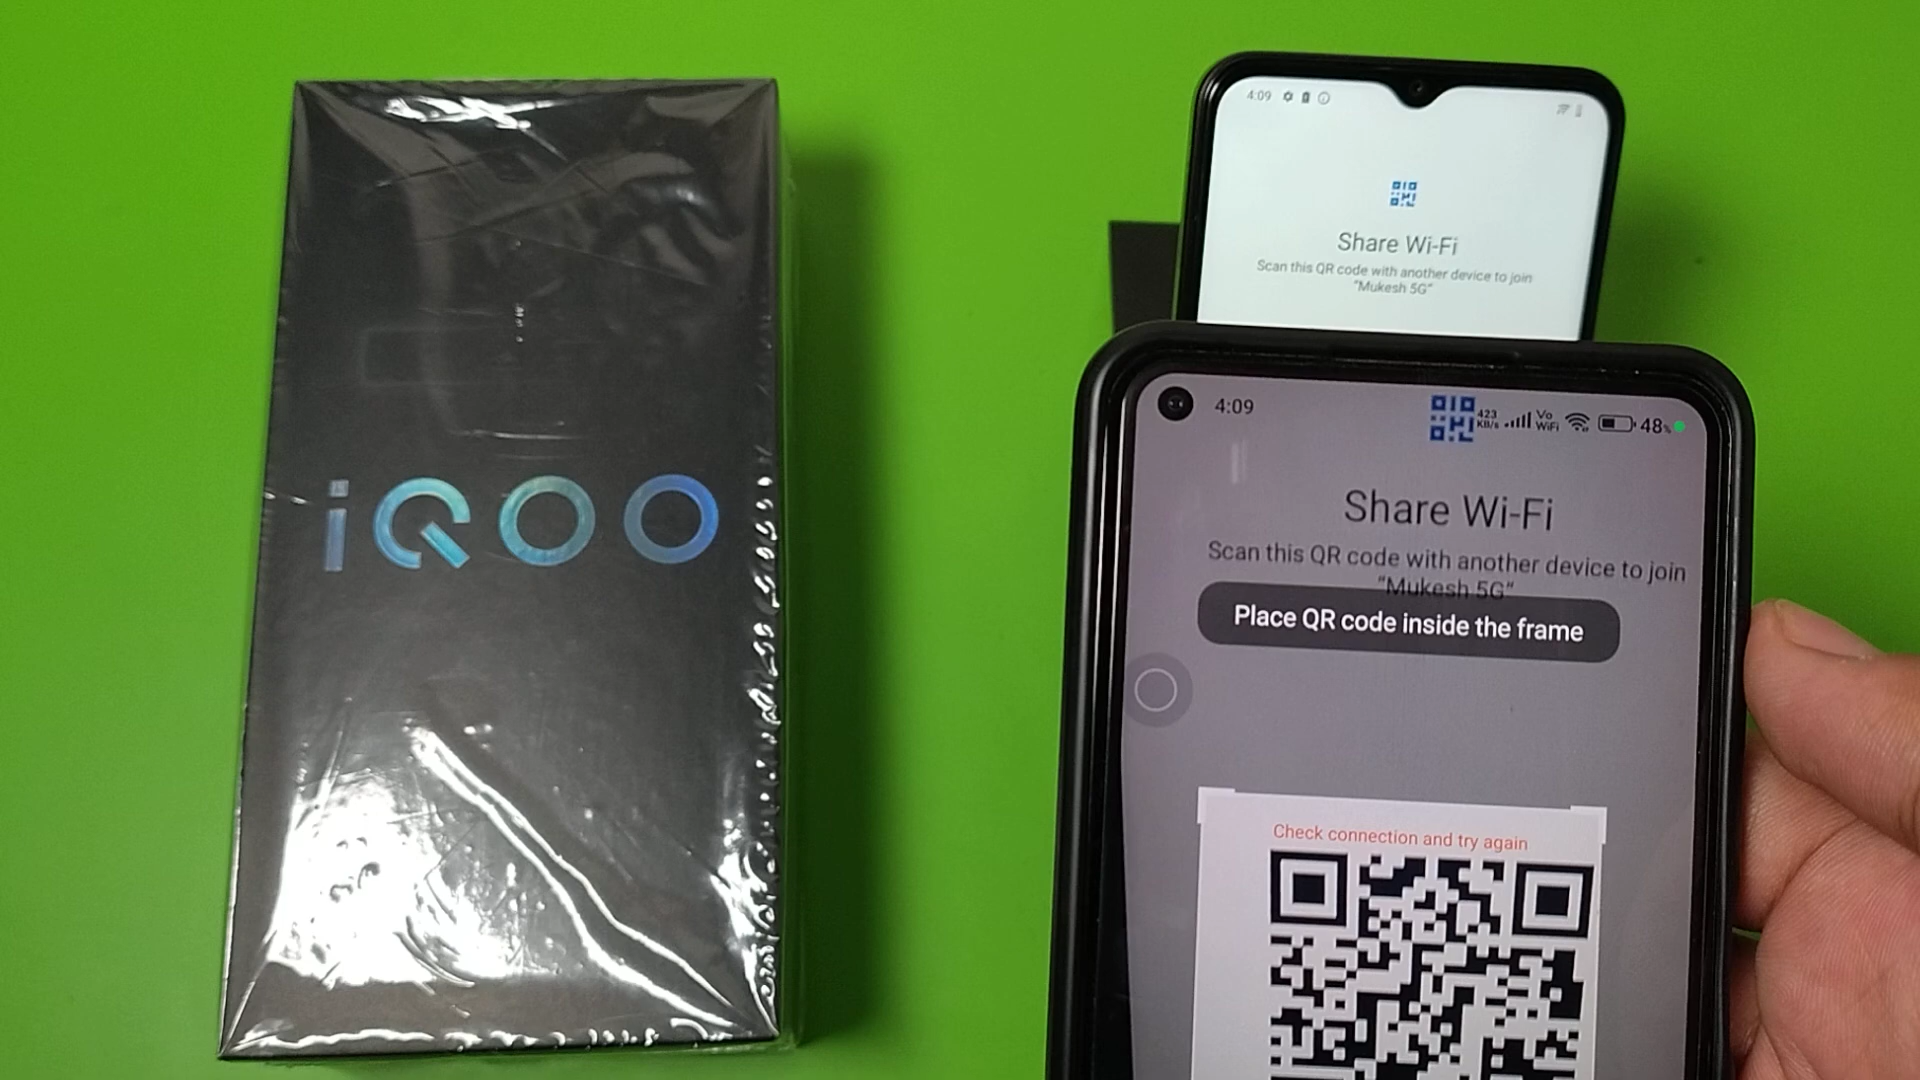 iQOO
4:09
Share Wi-Fi
Scan this QR code with another device to join
“Mukesh 5G”
4:09
423
KB/s
Vo
WiFi
48%
Share Wi-Fi
Scan this QR code with another device to join
“Mukesh 5G”
Place QR code inside the frame
Check connection and try again